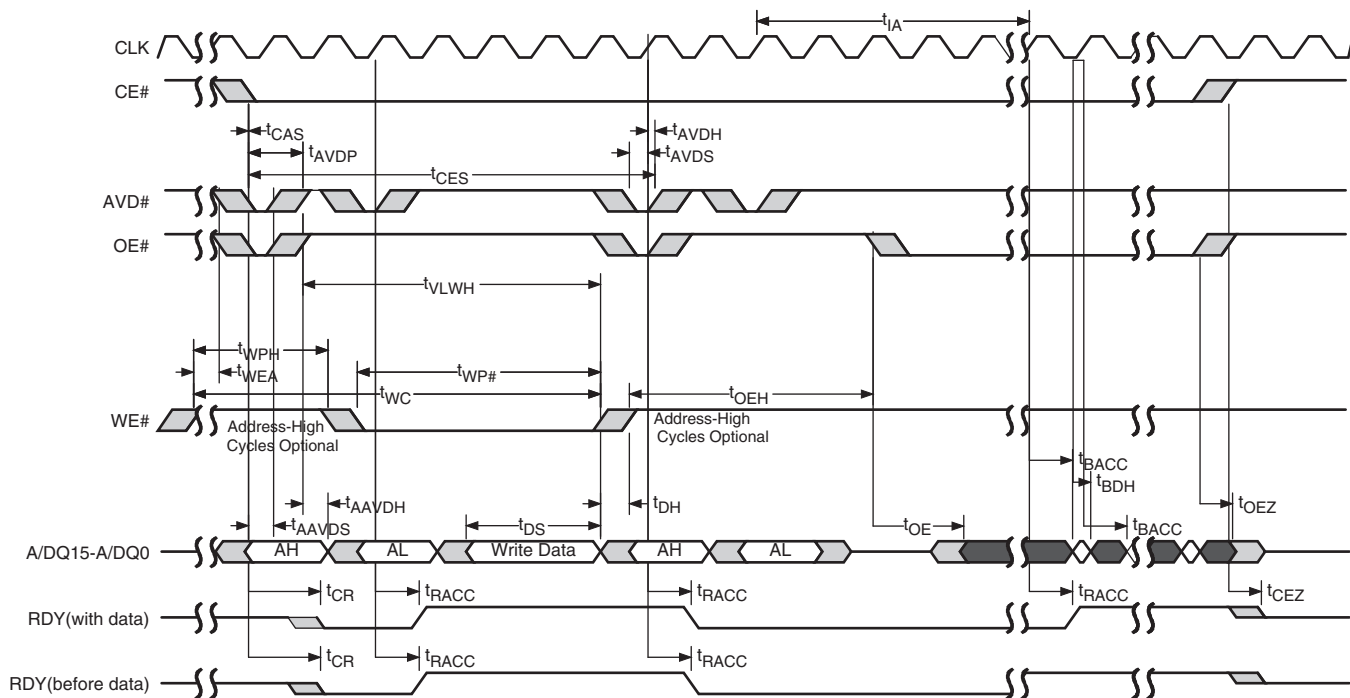 tIA
CLK
CE#
tCAS
tAVDH
tAVDP
tAVDS
tCES
AVD#
OE#
tVLWH
tWPH
tWEA
tWP#
tWC
tOEH
WE#
Address-High
Cycles Optional
Address-High
Cycles Optional
tBACC
tBDH
tAAVDH
tDH
tOEZ
tAAVDS
tDS
tOE
tBACC
A/DQ15-A/DQ0
AH
AL
Write Data
AH
AL
tCR
tRACC
tRACC
tRACC
tCEZ
RDY(with data)
tCR
tRACC
tRACC
RDY(before data)